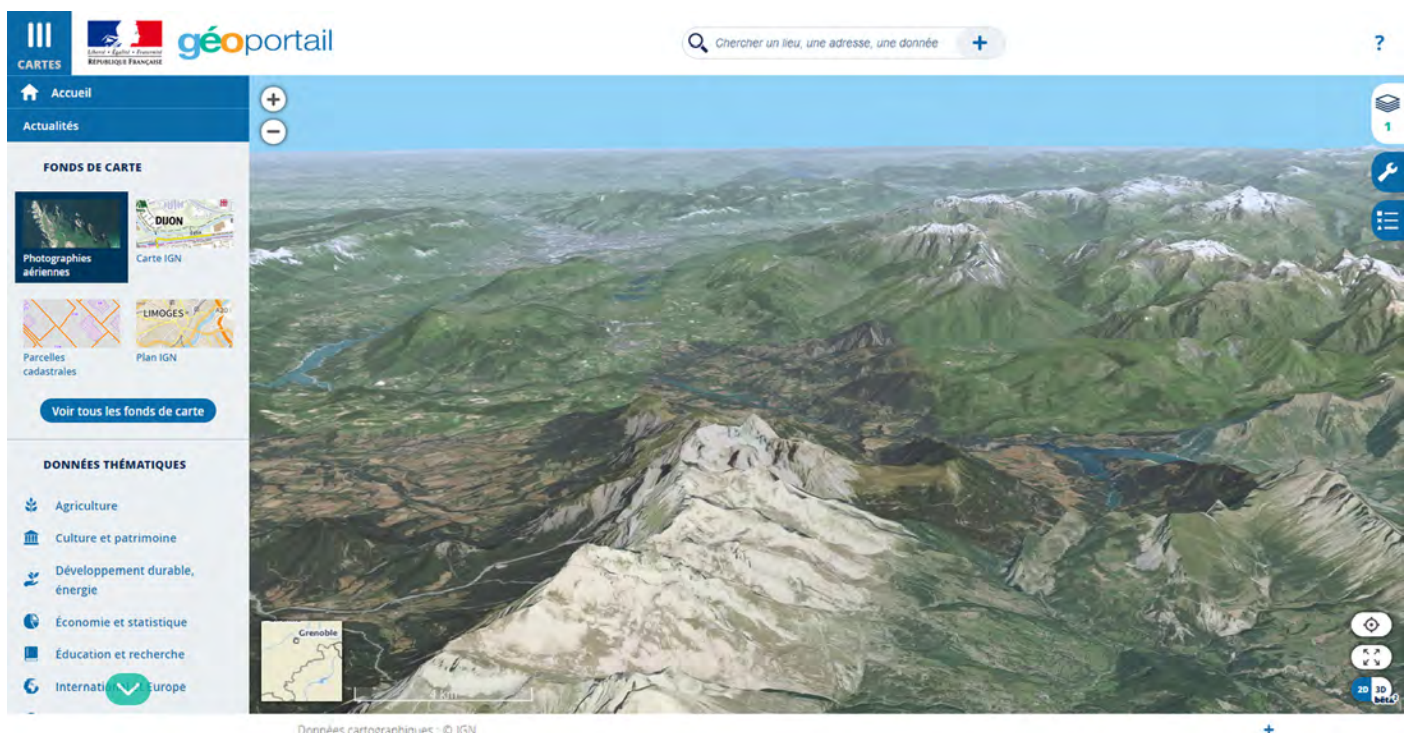 CARTES
Liberté • Égalité • Fraternité
RÉPUBLIQUE FRANÇAISE
géoportail
Chercher un lieu, une adresse, une donnée
+
?
Accueil
Actualités
+
−
1
FONDS DE CARTE
DIJON
Photographies
aériennes
Carte IGN
LIMOGES
Parcelles
cadastrales
Plan IGN
Voir tous les fonds de carte
DONNÉES THÉMATIQUES
Agriculture
Culture et patrimoine
Développement durable,
énergie
Économie et statistique
Éducation et recherche
Grenoble
4 km
2D 3D
bêta
Données cartographiques : © IGN
+